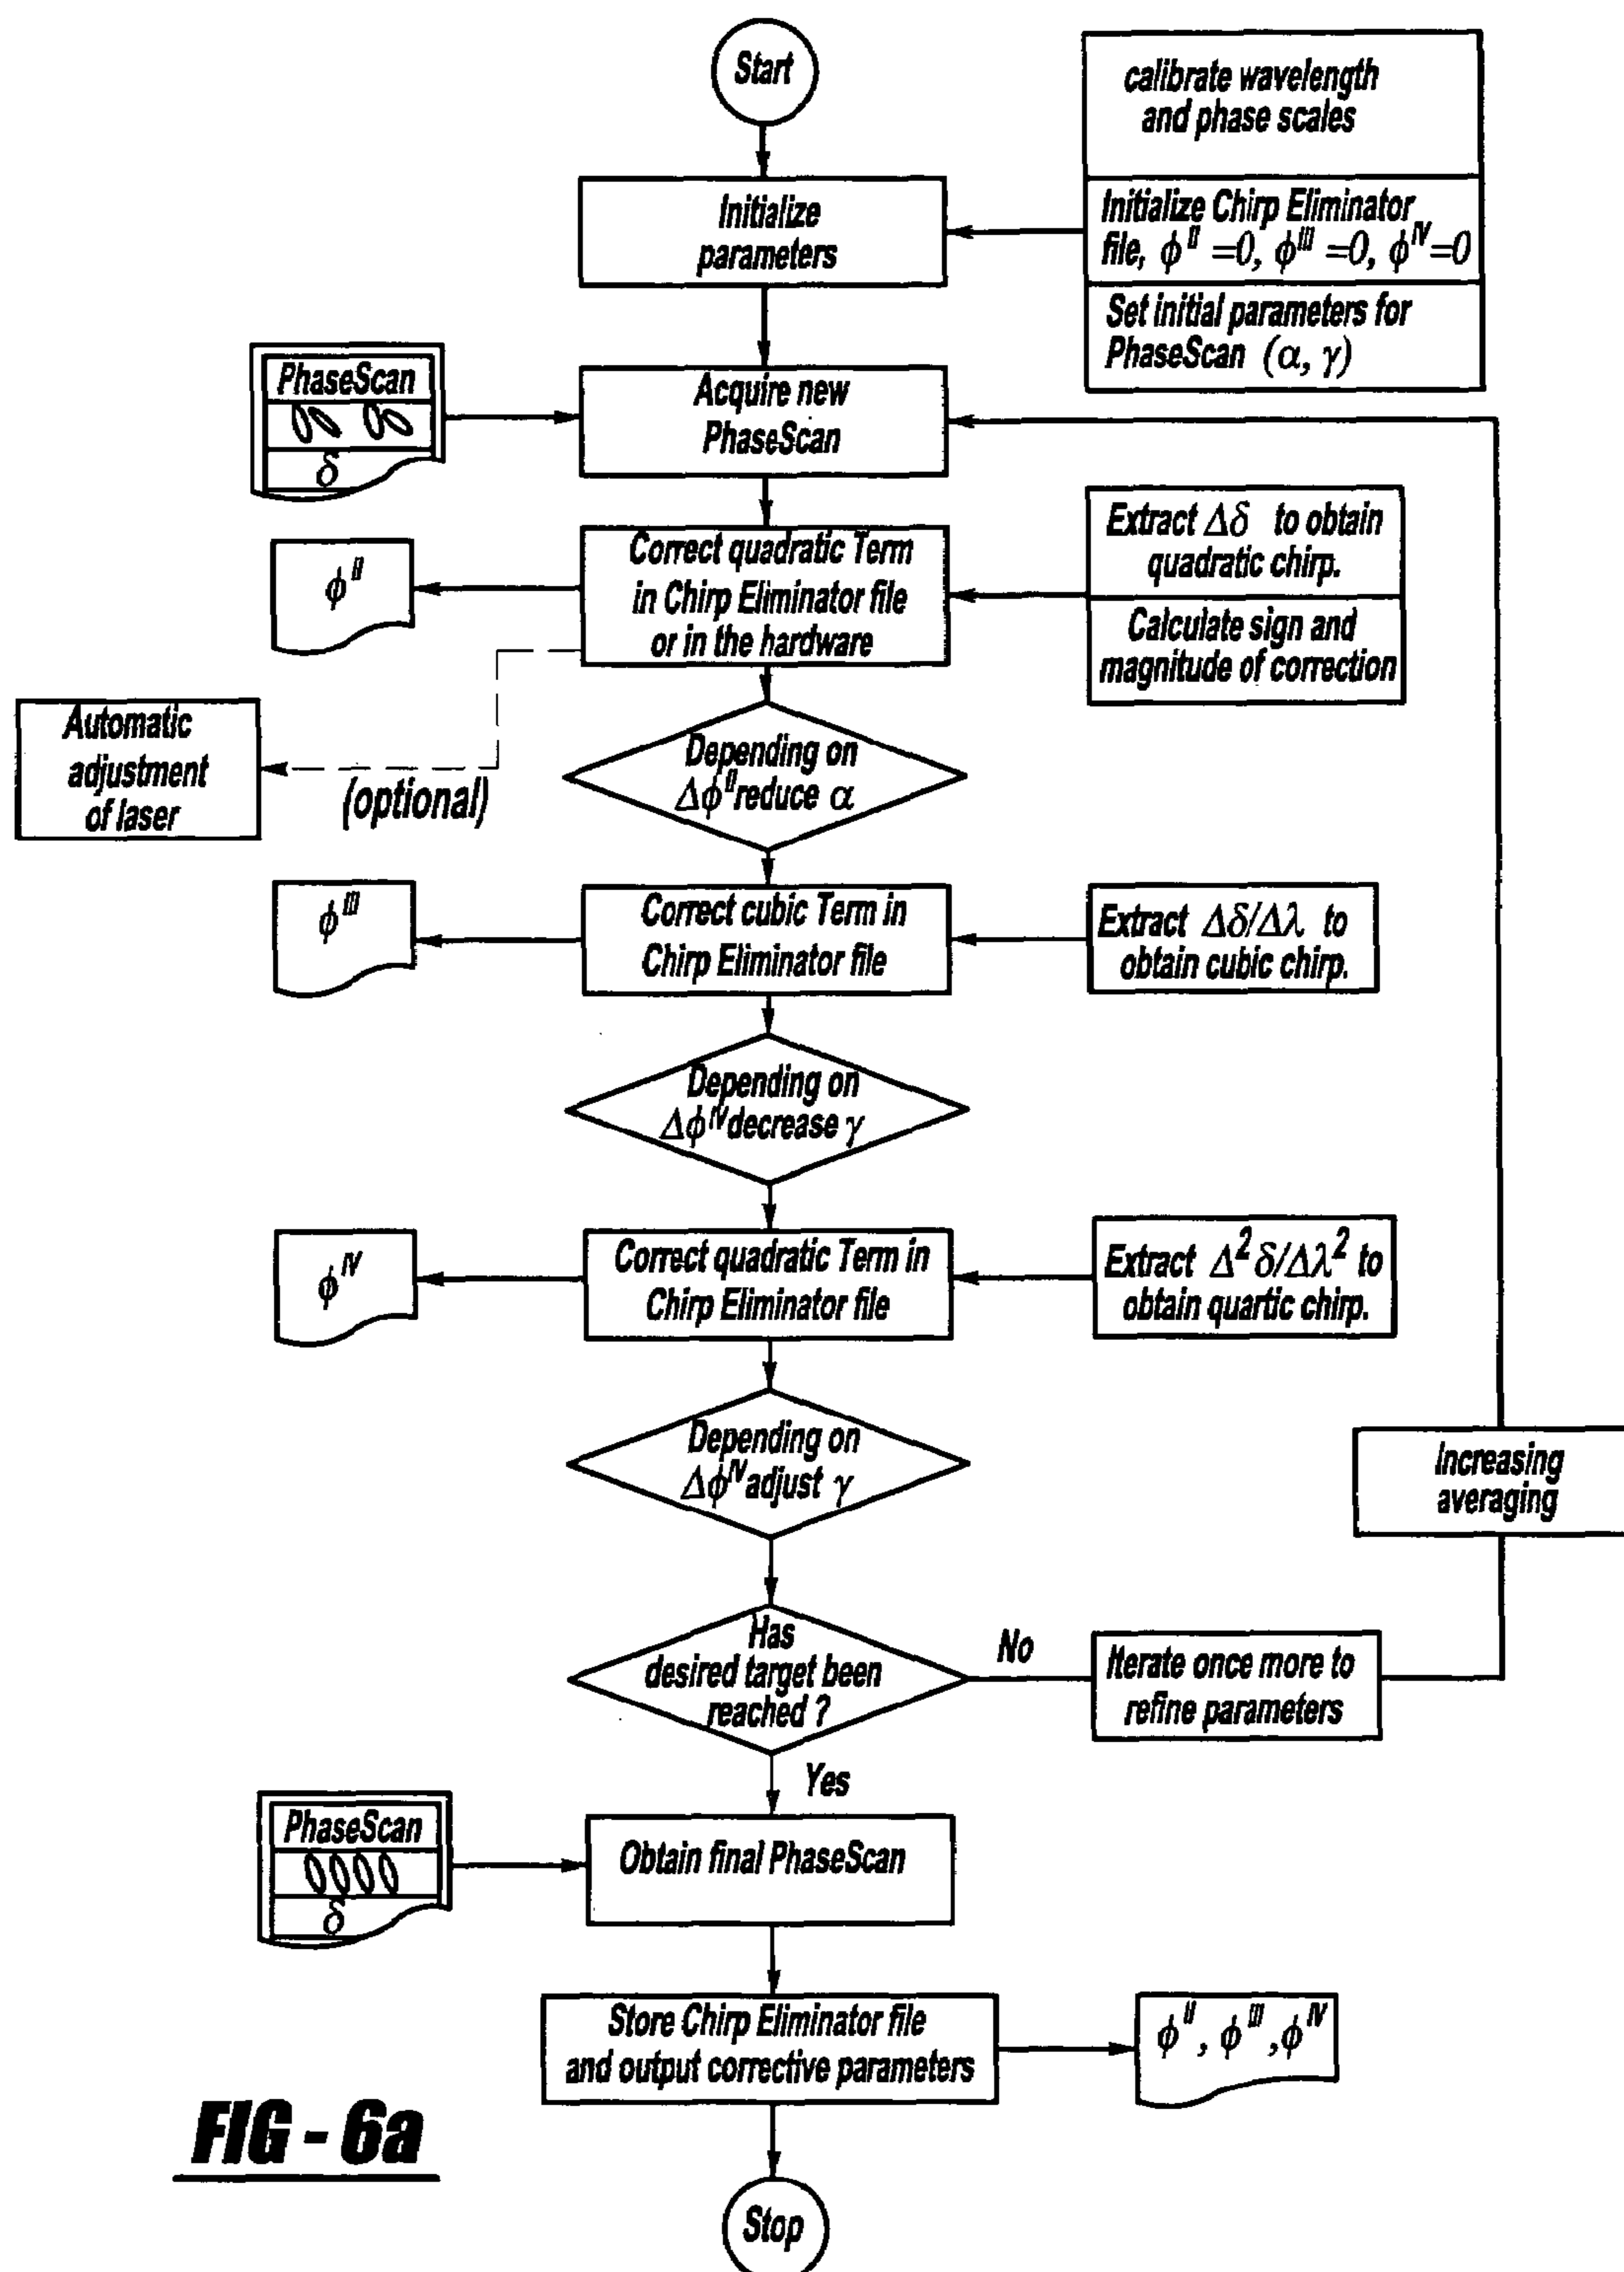 Start
calibrate wavelength
and phase scales
Initialize
parameters
Initialize Chirp Eliminator
file, ϕ^II =0, ϕ^III =0, ϕ^IV=0
Set initial parameters for
PhaseScan (α, γ)
PhaseScan
δ
Acquire new
PhaseScan
Correct quadratic Term
in Chirp Eliminator file
or in the hardware
ϕ^II
Extract Δδ to obtain
quadratic chirp.
Calculate sign and
magnitude of correction
Automatic
adjustment
of laser
(optional)
Depending on
Δϕ^II reduce α
ϕ^III
Correct cubic Term in
Chirp Eliminator file
Extract Δδ/Δλ to
obtain cubic chirp.
Depending on
Δϕ^IV decrease γ
ϕ^IV
Correct quadratic Term in
Chirp Eliminator file
Extract Δ²δ/Δλ² to
obtain quartic chirp.
Depending on
Δϕ^IV adjust γ
Increasing
averaging
Has
desired target been
reached ?
No
Iterate once more to
refine parameters
Yes
PhaseScan
δ
Obtain final PhaseScan
Store Chirp Eliminator file
and output corrective parameters
ϕ^II, ϕ^III, ϕ^IV
FIG - 6a
Stop